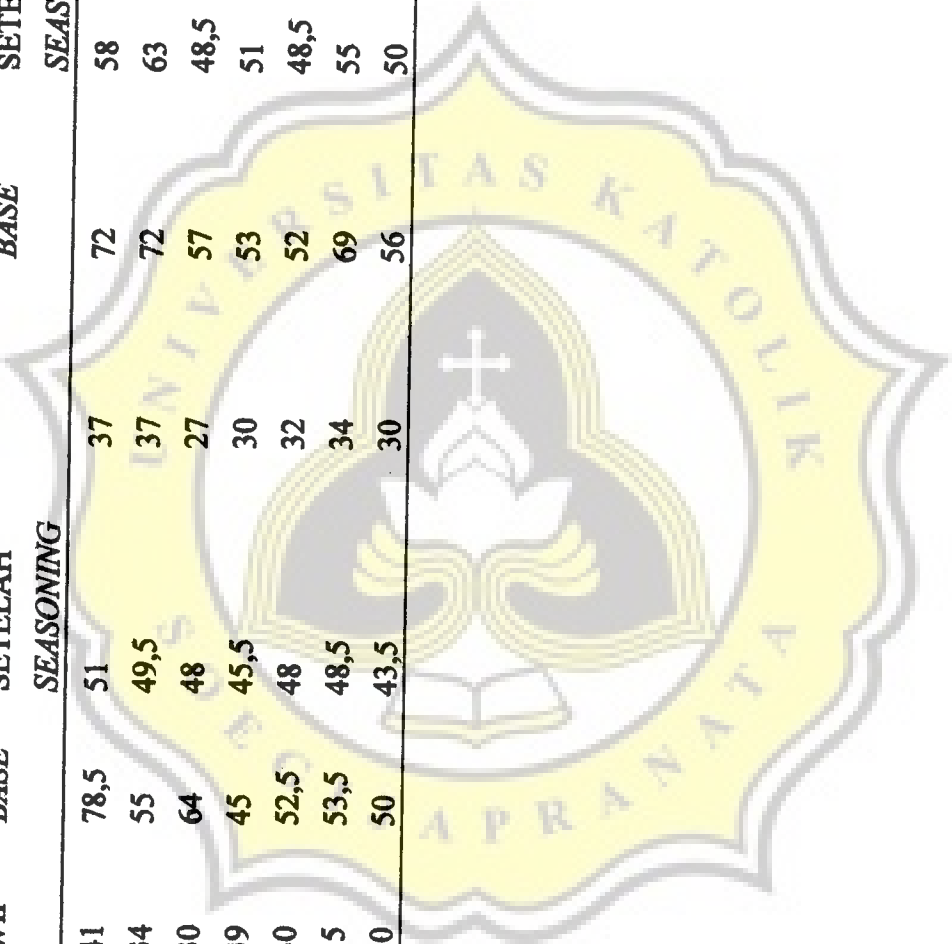 BASE SETELAH BASE
SEASONING
78,5 51 37 72 58
55 49,5 37 72 63
64 48 27 57 48,5
45 45,5 30 53 51
52,5 48 32 52 48,5
53,5 48,5 34 69 55
50 43,5 30 56 50
UNIVERSITAS KATOLIK